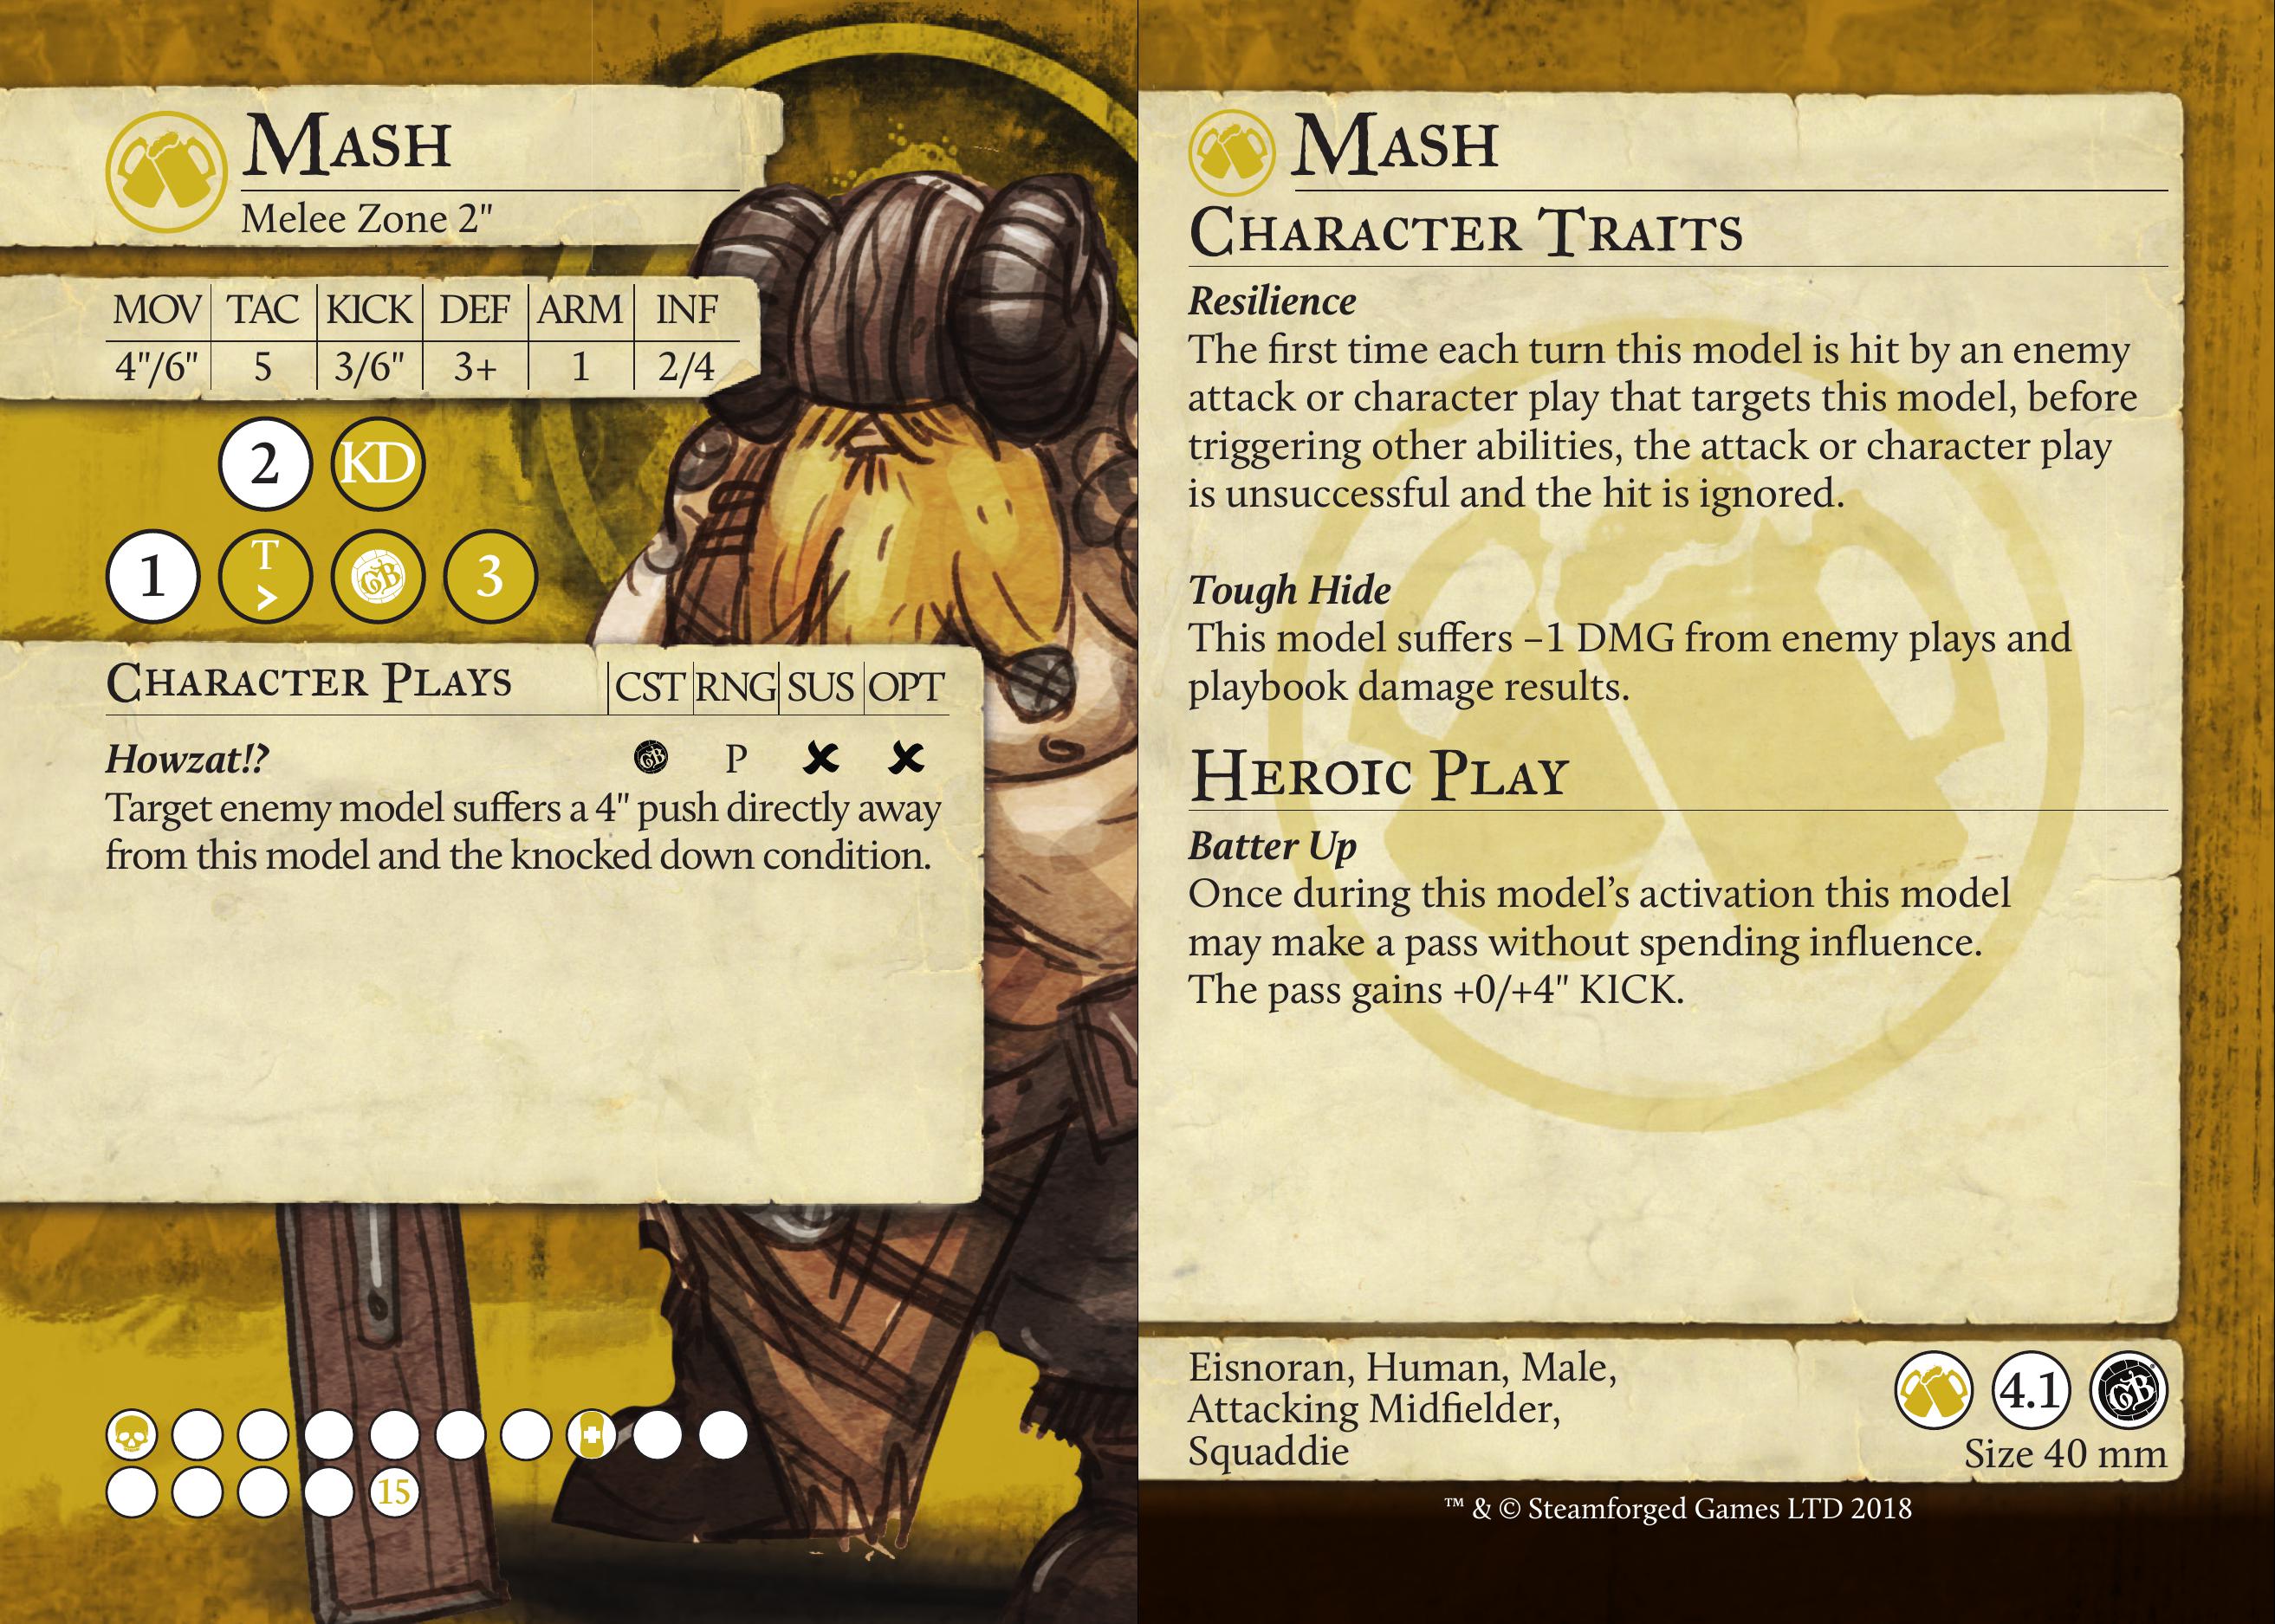 Mash
Melee Zone 2"
MOV TAC KICK DEF ARM INF
4"/6" 5 3/6" 3+ 1 2/4
2 KD
1 T > GB 3
Character Plays CST RNG SUS OPT
Howzat!? GB P ✘ ✘
Target enemy model suffers a 4" push directly away
from this model and the knocked down condition.
15
Mash
Character Traits
Resilience
The first time each turn this model is hit by an enemy
attack or character play that targets this model, before
triggering other abilities, the attack or character play
is unsuccessful and the hit is ignored.
Tough Hide
This model suffers –1 DMG from enemy plays and
playbook damage results.
Heroic Play
Batter Up
Once during this model’s activation this model
may make a pass without spending influence.
The pass gains +0/+4" KICK.
Eisnoran, Human, Male,
Attacking Midfielder,
Squaddie
4.1 GB
Size 40 mm
™ & © Steamforged Games LTD 2018